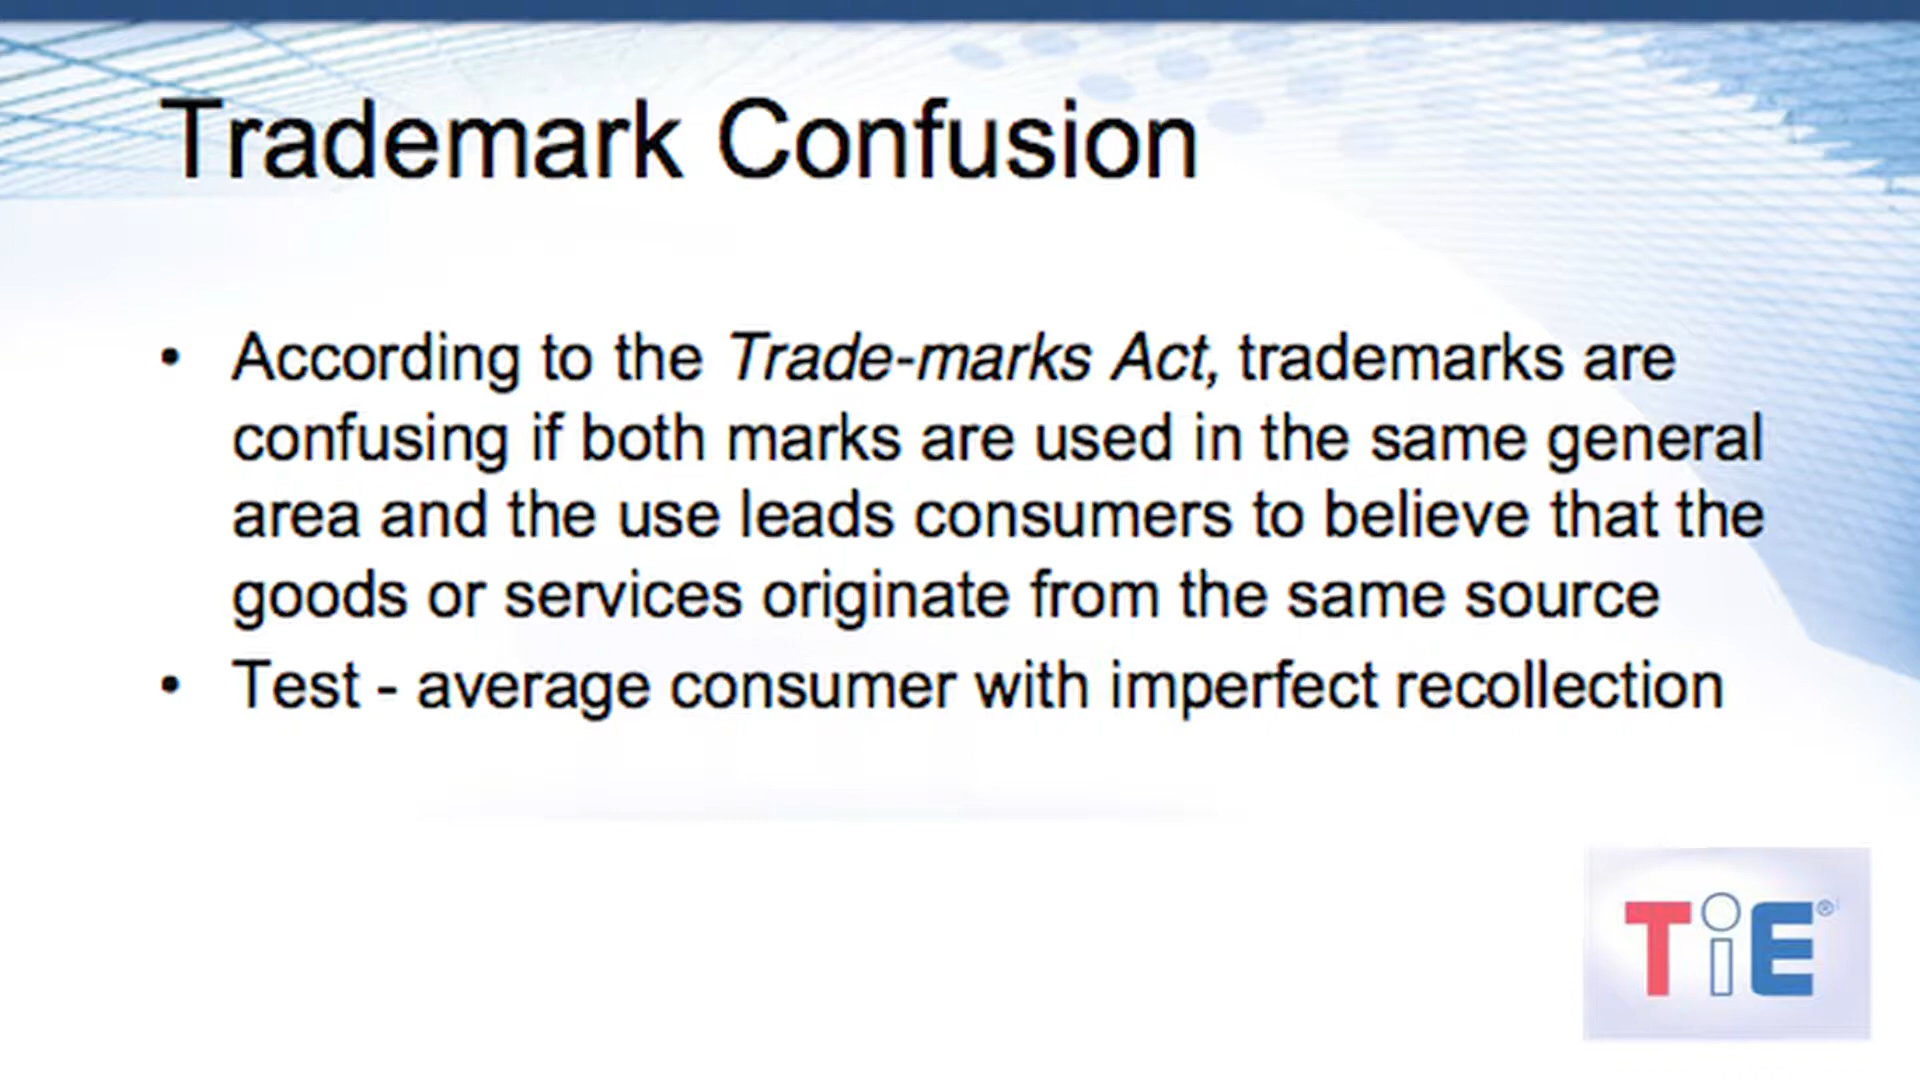 Trademark Confusion
• According to the Trade-marks Act, trademarks are
confusing if both marks are used in the same general
area and the use leads consumers to believe that the
goods or services originate from the same source
• Test - average consumer with imperfect recollection
TiE®